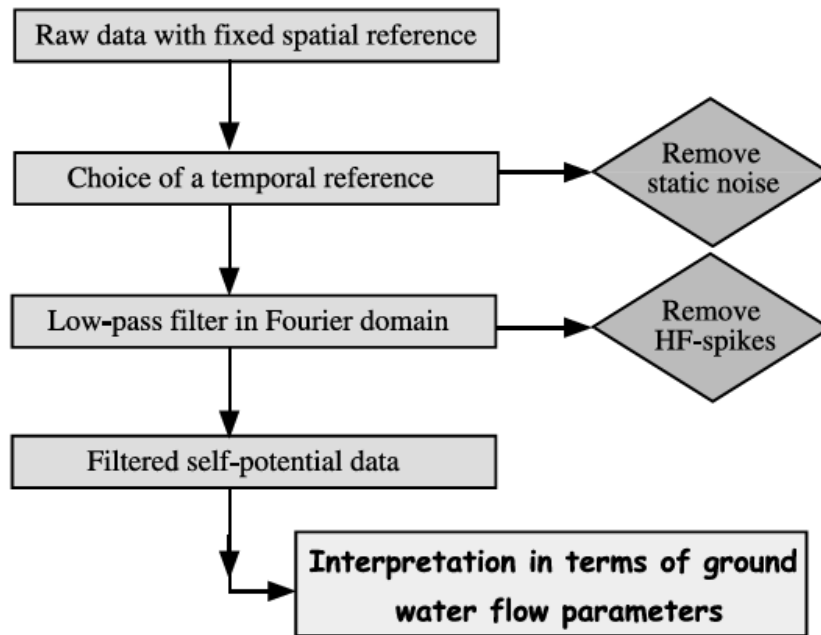 Raw data with fixed spatial reference
Choice of a temporal reference
Remove
static noise
Low-pass filter in Fourier domain
Remove
HF-spikes
Filtered self-potential data
Interpretation in terms of ground
water flow parameters